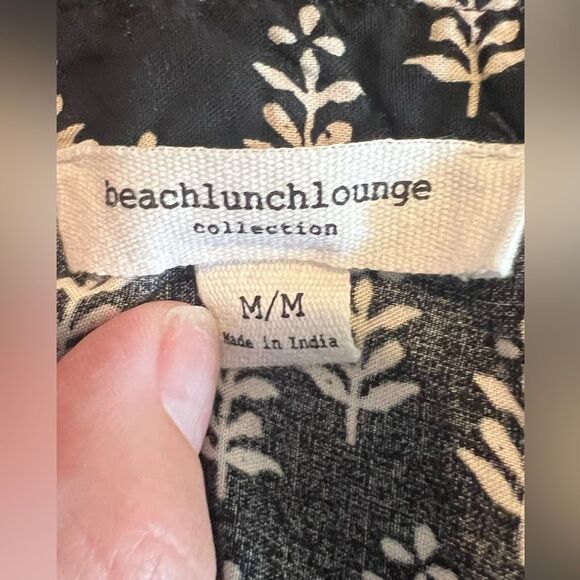 beachlunchlounge
collection
M/M
Made in India